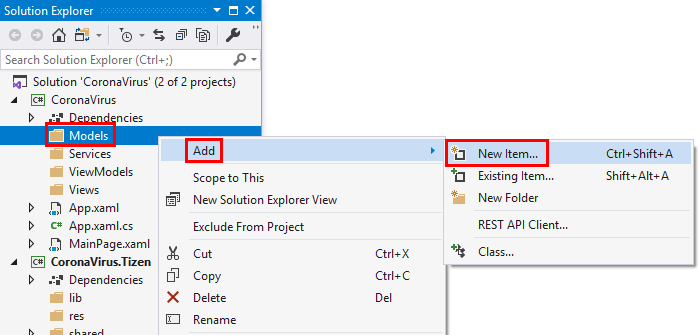 Solution Explorer
Search Solution Explorer (Ctrl+;)
Solution 'CoronaVirus' (2 of 2 projects)
C# CoronaVirus
Dependencies
Models
Services
ViewModels
Views
App.xaml
C# App.xaml.cs
MainPage.xaml
C# CoronaVirus.Tizen
Dependencies
lib
res
shared
Add
Scope to This
New Solution Explorer View
Exclude From Project
Cut Ctrl+X
Copy Ctrl+C
Delete Del
Rename
New Item... Ctrl+Shift+A
Existing Item... Shift+Alt+A
New Folder
REST API Client...
Class...